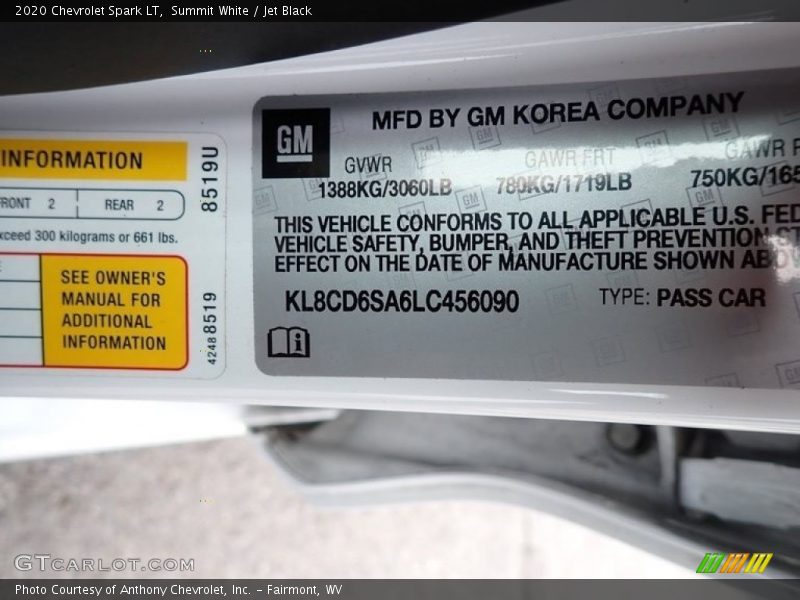 2020 Chevrolet Spark LT, Summit White / Jet Black
INFORMATION
FRONT 2 REAR 2
exceed 300 kilograms or 661 lbs.
SEE OWNER'S
MANUAL FOR
ADDITIONAL
INFORMATION
8519U
42488519
GM
MFD BY GM KOREA COMPANY
GVWR GAWR FRT GAWR
1388KG/3060LB 780KG/1719LB 750KG/165
THIS VEHICLE CONFORMS TO ALL APPLICABLE U.S. FED
VEHICLE SAFETY, BUMPER, AND THEFT PREVENTION ST
EFFECT ON THE DATE OF MANUFACTURE SHOWN ABOV
KL8CD6SA6LC456090 TYPE: PASS CAR
GTCARLOT.COM
Photo Courtesy of Anthony Chevrolet, Inc. - Fairmont, WV